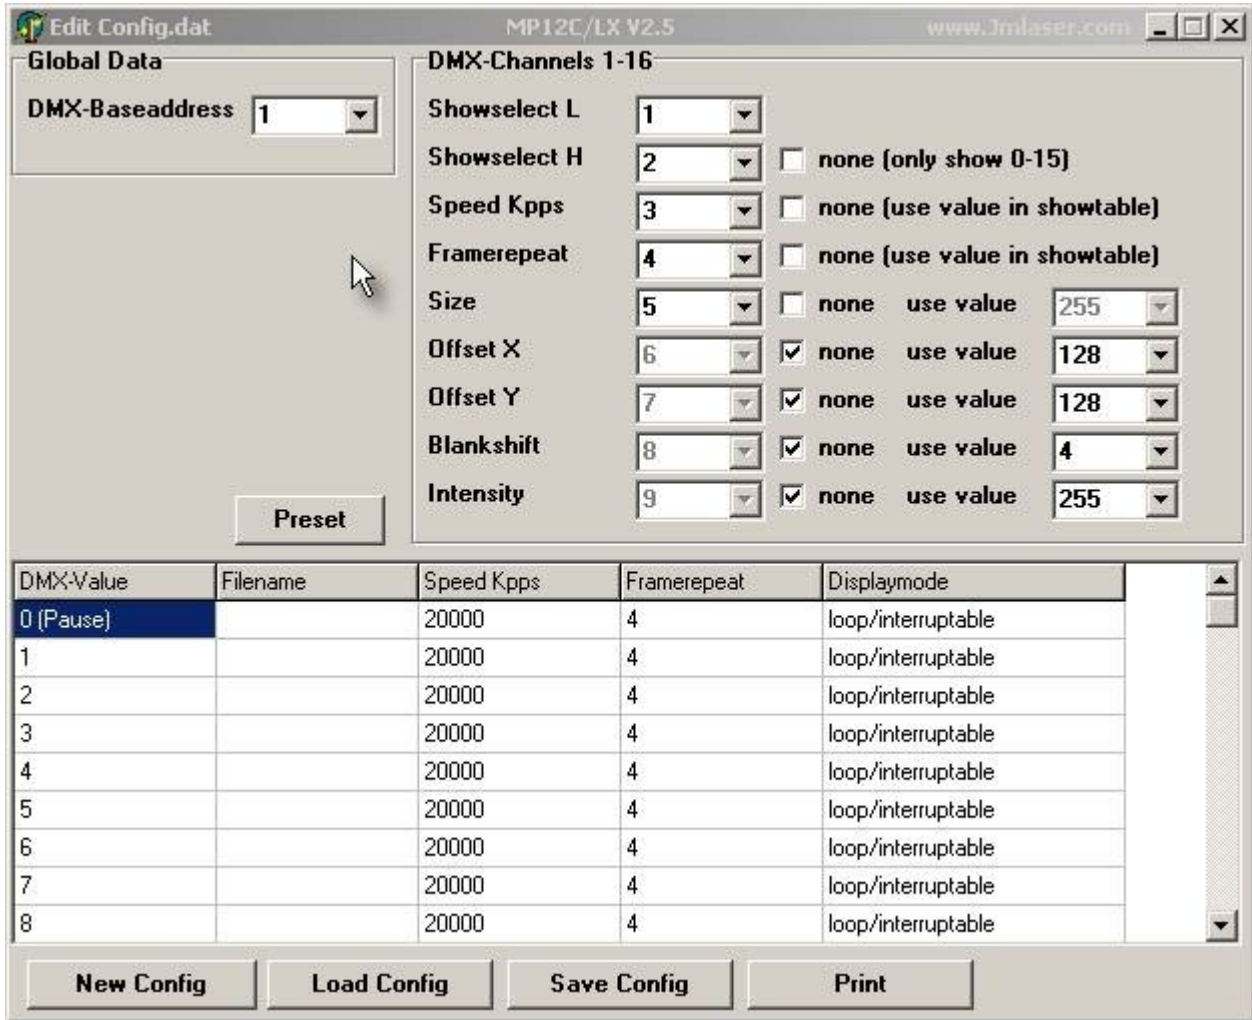 Edit Config.dat MP12C/LX V2.5 www.Jmlaser.com
Global Data
DMX-Baseaddress 1
DMX-Channels 1-16
Showselect L 1
Showselect H 2 none (only show 0-15)
Speed Kpps 3 none (use value in showtable)
Framerepeat 4 none (use value in showtable)
Size 5 none use value 255
Offset X 6 none use value 128
Offset Y 7 none use value 128
Blankshift 8 none use value 4
Intensity 9 none use value 255
Preset
DMX-Value Filename Speed Kpps Framerepeat Displaymode
0 (Pause) 20000 4 loop/interruptable
1 20000 4 loop/interruptable
2 20000 4 loop/interruptable
3 20000 4 loop/interruptable
4 20000 4 loop/interruptable
5 20000 4 loop/interruptable
6 20000 4 loop/interruptable
7 20000 4 loop/interruptable
8 20000 4 loop/interruptable
New Config Load Config Save Config Print